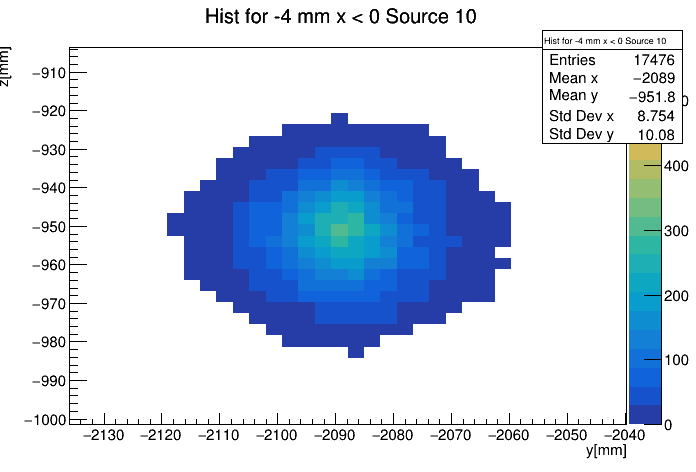 Hist for -4 mm x < 0 Source 10
z[mm]
Hist for -4 mm x < 0 Source 10
Entries 17476
Mean x −2089
Mean y −951.8
Std Dev x 8.754
Std Dev y 10.08
−910
−920
−930
−940
−950
−960
−970
−980
−990
−1000
0
400
300
200
100
0
−2130 −2120 −2110 −2100 −2090 −2080 −2070 −2060 −2050 −2040
y[mm]